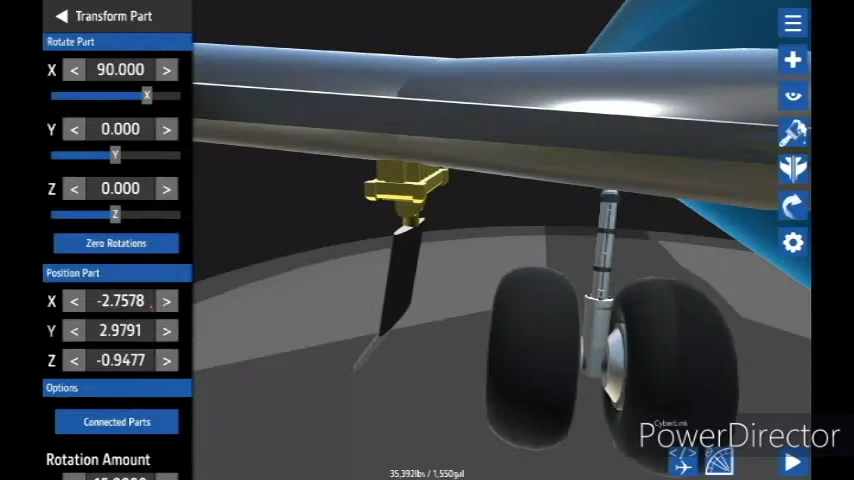 Transform Part
Rotate Part
X < 90.000 >
X
Y < 0.000 >
Y
Z < 0.000 >
Z
Zero Rotations
Position Part
X < -2.7578 >
Y < 2.9791 >
Z < -0.9477 >
Options
Connected Parts
Rotation Amount
CyberLink
PowerDirector
35,392lbs / 1,550gal